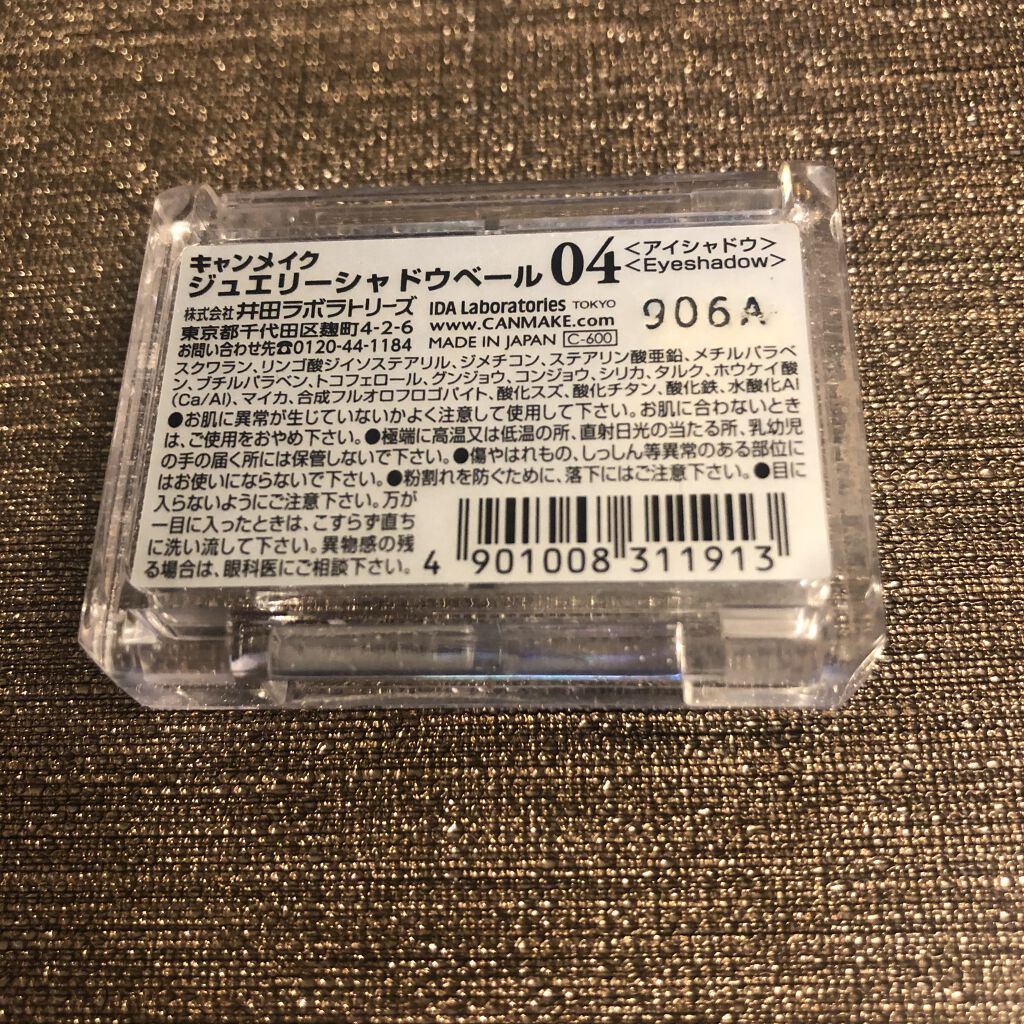 キャンメイク
ジュエリーシャドウベール 04 <アイシャドウ>
<Eyeshadow>
株式会社 井田ラボラトリーズ IDA Laboratories TOKYO
東京都千代田区麹町4-2-6 www.CANMAKE.com
お問い合わせ先☎0120-44-1184 MADE IN JAPAN C-600
906A
スクワラン、リンゴ酸ジイソステアリル、ジメチコン、ステアリン酸亜鉛、メチルパラベ
ン、ブチルパラベン、トコフェロール、グンジョウ、コンジョウ、シリカ、タルク、ホウケイ酸
(Ca/Al)、マイカ、合成フルオロフロゴパイト、酸化スズ、酸化チタン、酸化鉄、水酸化Al
●お肌に異常が生じていないかよく注意して使用して下さい。お肌に合わないとき
は、ご使用をおやめ下さい。●極端に高温又は低温の所、直射日光の当たる所、乳幼児
の手の届く所には保管しないで下さい。●傷やはれもの、しっしん等異常のある部位に
はお使いにならないで下さい。●粉割れを防ぐために、落下にはご注意下さい。●目に
入らないようにご注意下さい。万が
一目に入ったときは、こすらず直ち
に洗い流して下さい。異物感の残
る場合は、眼科医にご相談下さい。
4 901008 311913